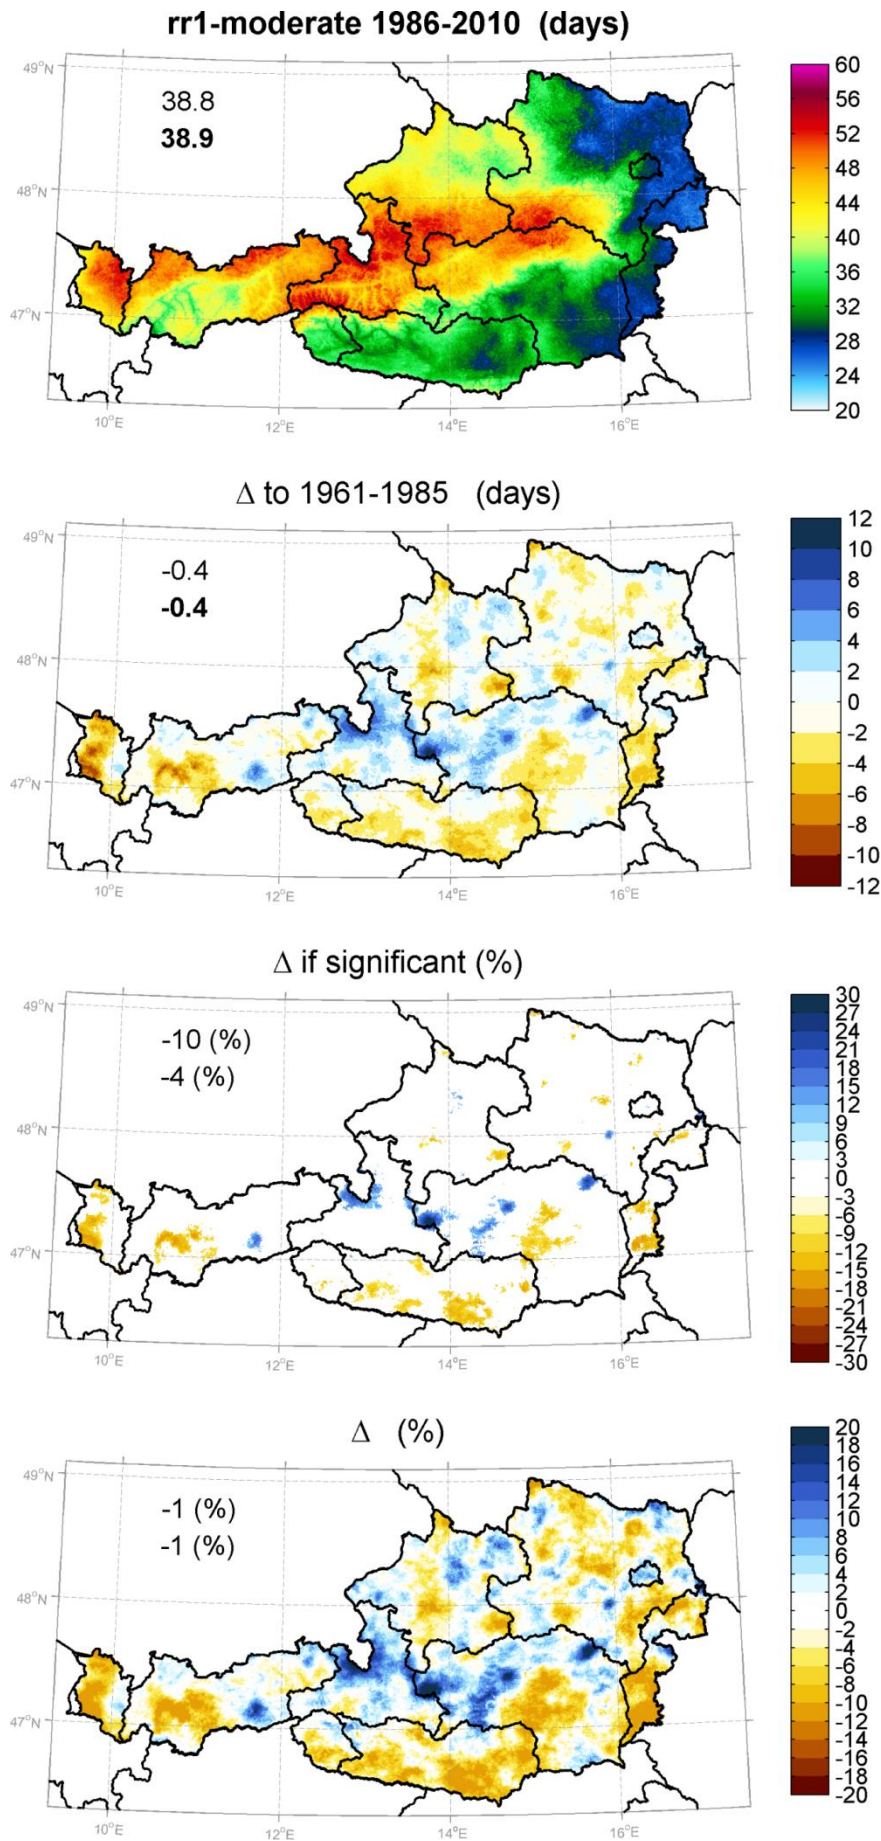 rr1-moderate 1986-2010 (days)
49°N
38.8
38.9
48°N
47°N
10°E
12°E
14°E
16°E
60
56
52
48
44
40
36
32
28
24
20
Δ to 1961-1985 (days)
49°N
-0.4
-0.4
48°N
47°N
10°E
12°E
14°E
16°E
12
10
8
6
4
2
0
-2
-4
-6
-8
-10
-12
Δ if significant (%)
49°N
-10 (%)
-4 (%)
48°N
47°N
10°E
12°E
14°E
16°E
30
27
24
21
18
15
12
9
6
3
0
-3
-6
-9
-12
-15
-18
-21
-24
-27
-30
Δ (%)
49°N
-1 (%)
-1 (%)
48°N
47°N
10°E
12°E
14°E
16°E
20
18
16
14
12
10
8
6
4
2
0
-2
-4
-6
-8
-10
-12
-14
-16
-18
-20